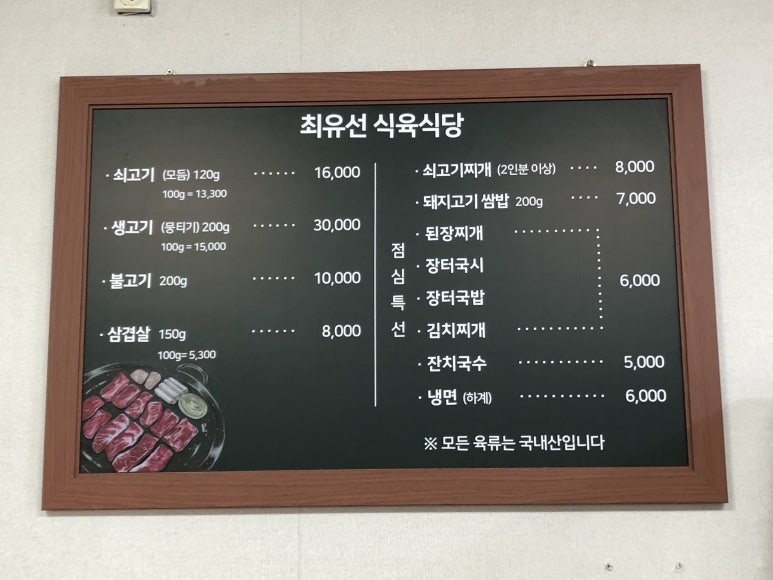 최유선 식육식당
· 쇠고기 (모듬) 120g ...... 16,000
100g = 13,300
· 생고기 (뭉티기) 200g ...... 30,000
100g = 15,000
· 불고기 200g ...... 10,000
· 삼겹살 150g ...... 8,000
100g= 5,300
점심특선
· 쇠고기찌개 (2인분 이상) .... 8,000
· 돼지고기 쌈밥 200g .... 7,000
· 된장찌개
· 장터국시
· 장터국밥
· 김치찌개
6,000
· 잔치국수 ............ 5,000
· 냉면 (하계) ............ 6,000
※ 모든 육류는 국내산입니다